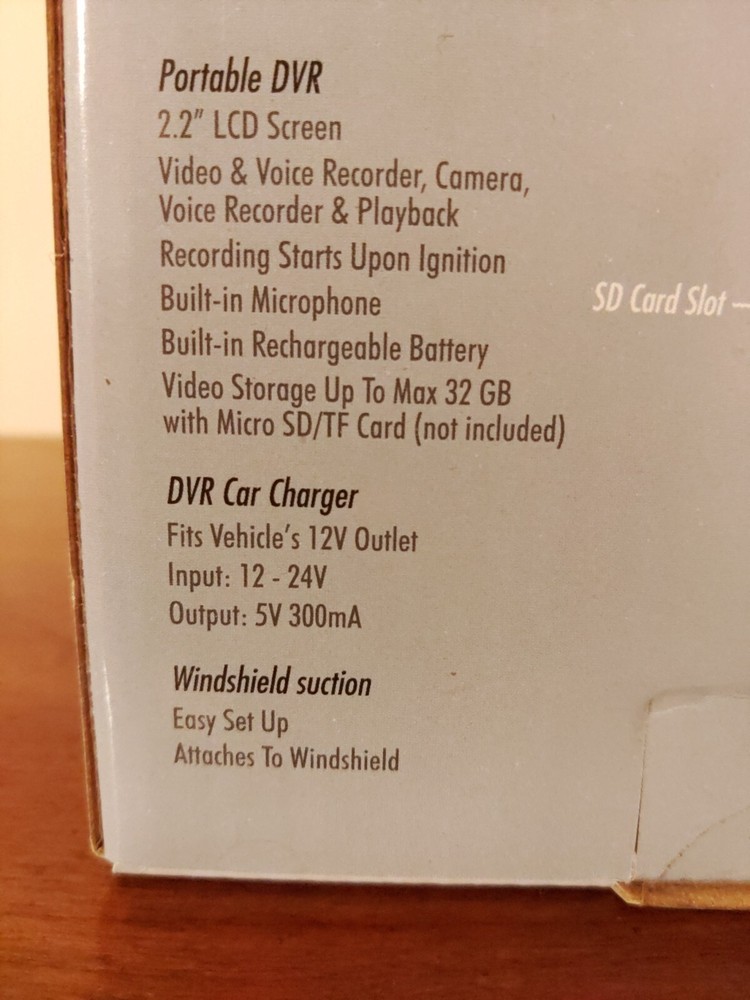 Portable DVR
2.2" LCD Screen
Video & Voice Recorder, Camera,
Voice Recorder & Playback
Recording Starts Upon Ignition
Built-in Microphone
Built-in Rechargeable Battery
Video Storage Up To Max 32 GB
with Micro SD/TF Card (not included)
SD Card Slot
DVR Car Charger
Fits Vehicle's 12V Outlet
Input: 12 - 24V
Output: 5V 300mA
Windshield suction
Easy Set Up
Attaches To Windshield